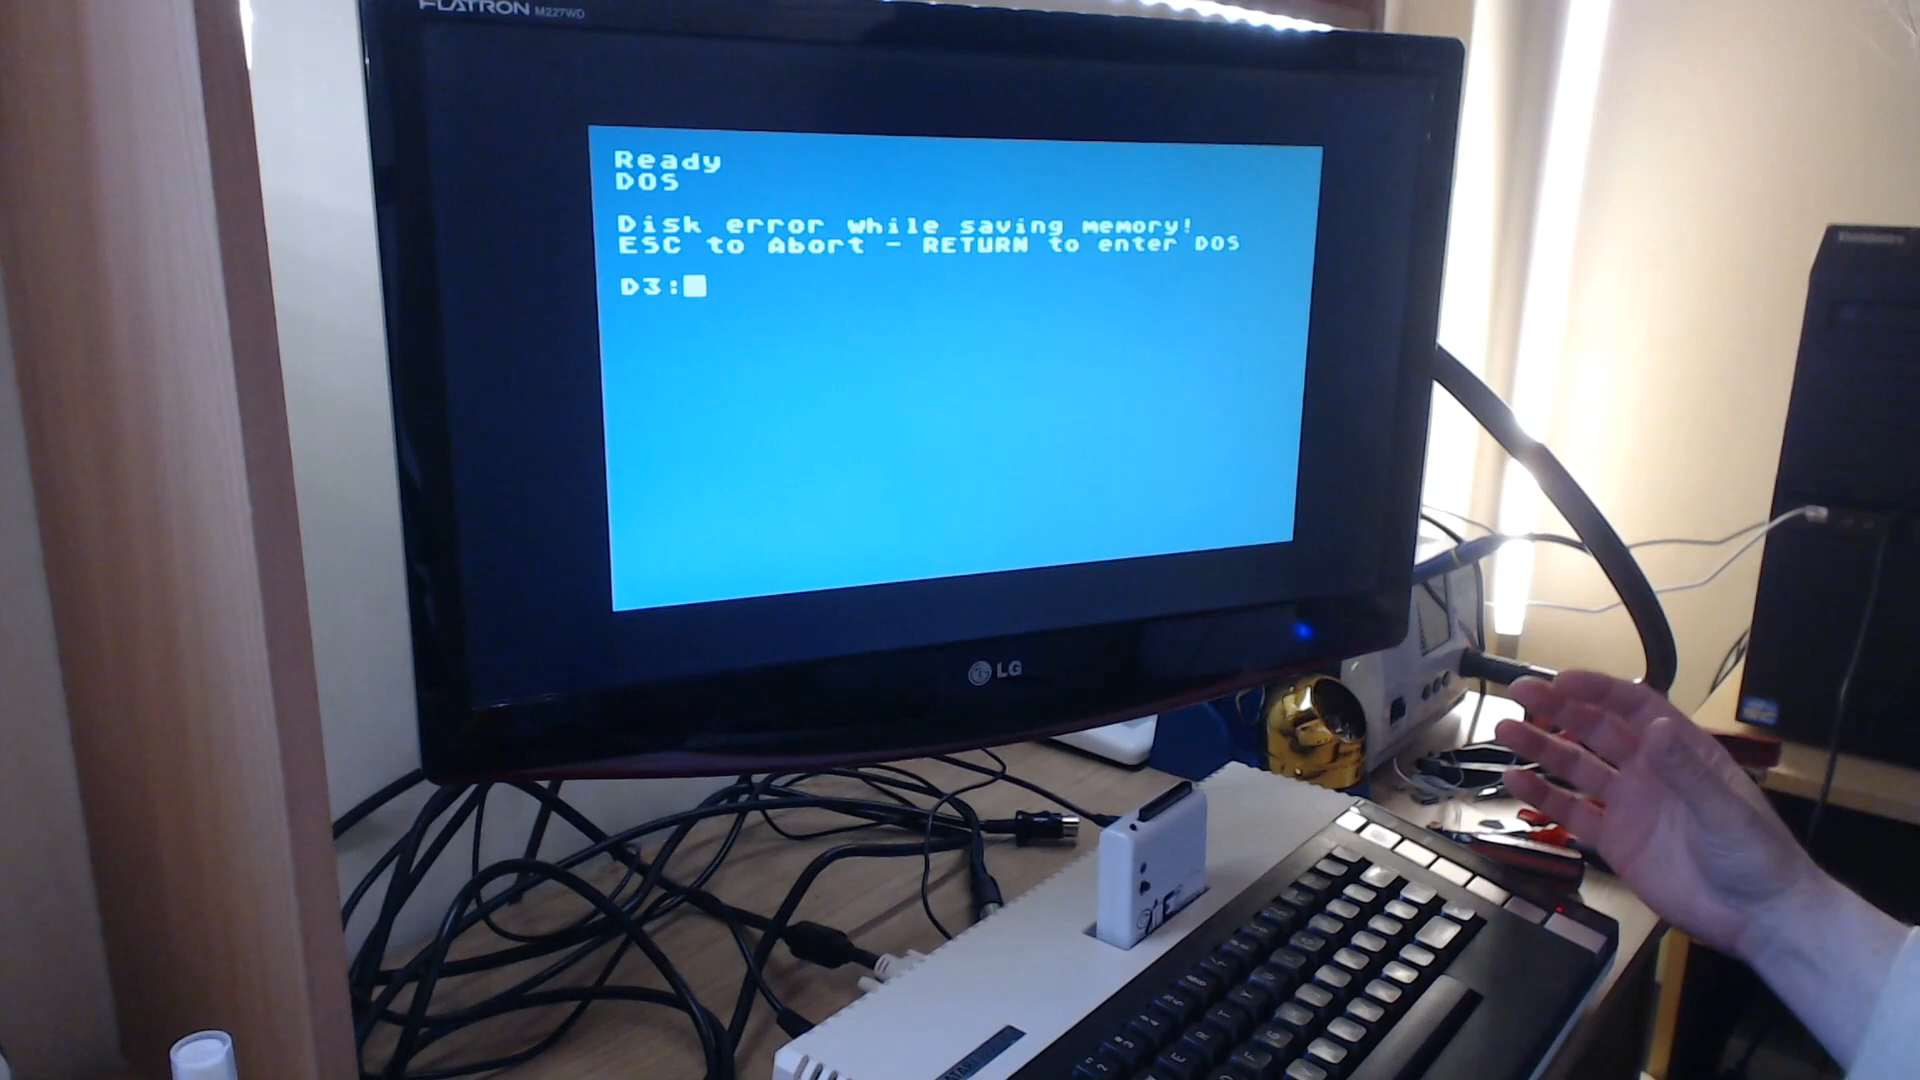 FLATRON M227WD
Ready
DOS
Disk error while saving memory!
ESC to Abort - RETURN to enter DOS
D3:
LG